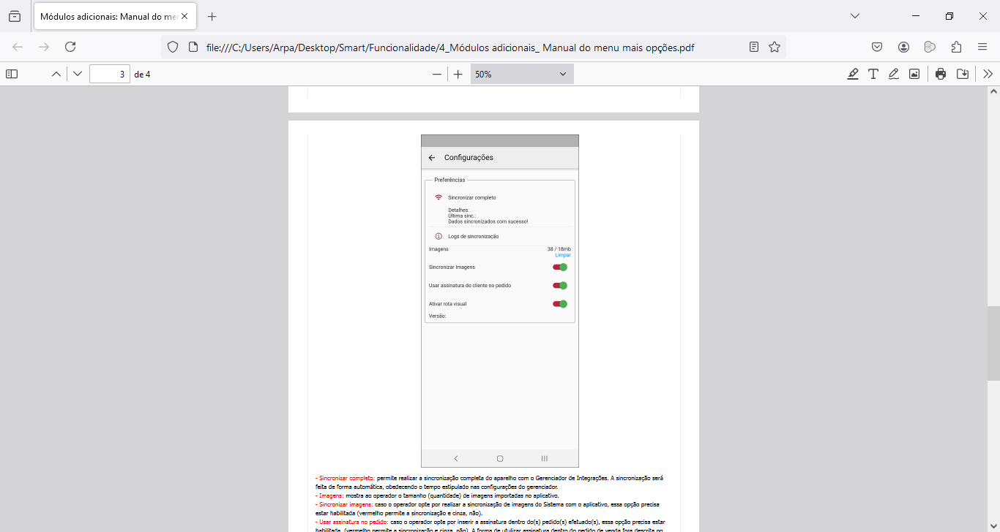 Módulos adicionais: Manual do me
file:///C:/Users/Arpa/Desktop/Smart/Funcionalidade/4_Módulos adicionais_ Manual do menu mais opções.pdf
3 de 4
50%
Configurações
Preferências
Sincronizar completo
Detalhes:
Última sinc.:
Dados sincronizados com sucesso!
Logs de sincronização
Imagens 38 / 18mb
Limpar
Sincronizar Imagens
Usar assinatura do cliente no pedido
Ativar rota visual
Versão:
- Sincronizar completo: permite realizar a sincronização completa do aparelho com o Gerenciador de Integrações. A sincronização será
feita de forma automática, obedecendo o tempo estipulado nas configurações do gerenciador.
- Imagens: mostra ao operador o tamanho (quantidade) de imagens importadas no aplicativo.
- Sincronizar imagens: caso o operador opte por realizar a sincronização de imagens do Sistema com o aplicativo, essa opção precisa
estar habilitada (vermelho permite a sincronização e cinza, não).
- Usar assinatura no pedido: caso o operador opte por inserir a assinatura dentro do(s) pedido(s) efetuado(s), essa opção precisa estar
habilitada (vermelho permite a sincronização e cinza, não). A forma de utilizar assinatura dentro do pedido de venda fora descrita no